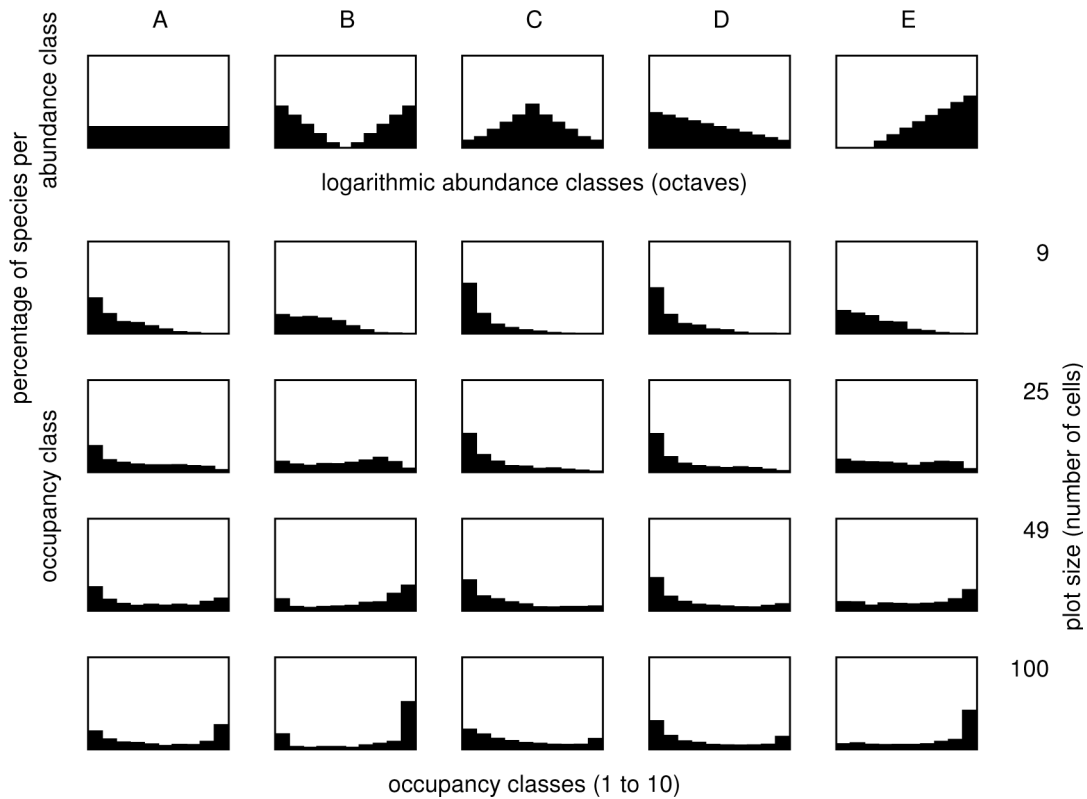 A B C D E
percentage of species per
abundance class
logarithmic abundance classes (octaves)
9
25
49
100
occupancy class
plot size (number of cells)
occupancy classes (1 to 10)